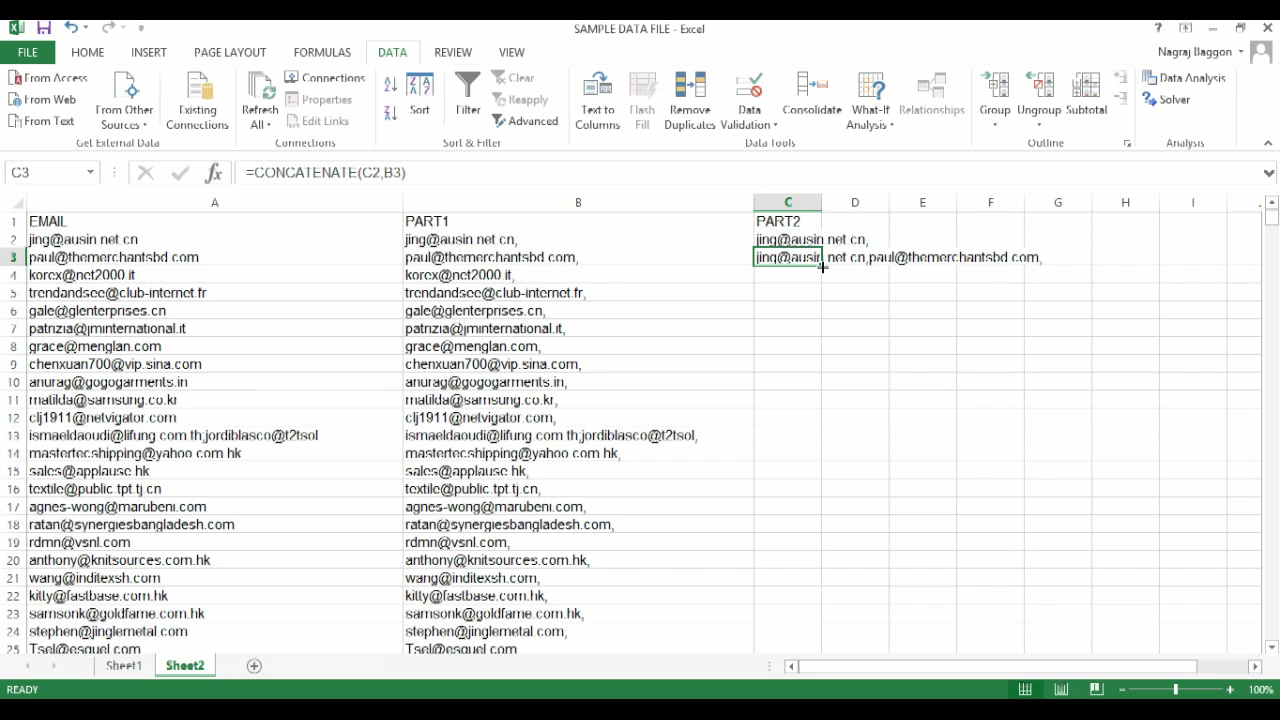 SAMPLE DATA FILE - Excel
?
FILE HOME INSERT PAGE LAYOUT FORMULAS DATA REVIEW VIEW Nagraj Baggon
From Access
From Web
From Text
From Other Sources
Existing Connections
Get External Data
Refresh All
Connections
Properties
Edit Links
Connections
Sort
Filter
Clear
Reapply
Advanced
Sort & Filter
Text to Columns
Flash Fill
Remove Duplicates
Data Validation
Consolidate
What-If Analysis
Relationships
Data Tools
Group
Ungroup
Subtotal
Outline
Data Analysis
Solver
Analysis
C3 fx =CONCATENATE(C2,B3)
A B C D E F G H I
1 EMAIL PART1 PART2
2 jing@ausin.net.cn jing@ausin.net.cn, jing@ausin.net.cn,
3 paul@themerchantsbd.com paul@themerchantsbd.com, jing@ausin.net.cn,paul@themerchantsbd.com,
4 korex@net2000.it korex@net2000.it,
5 trendandsee@club-internet.fr trendandsee@club-internet.fr,
6 gale@glenterprises.cn gale@glenterprises.cn,
7 patrizia@jminternational.it patrizia@jminternational.it,
8 grace@menglan.com grace@menglan.com,
9 chenxuan700@vip.sina.com chenxuan700@vip.sina.com,
10 anurag@gogogarments.in anurag@gogogarments.in,
11 matilda@samsung.co.kr matilda@samsung.co.kr,
12 clj1911@netvigator.com clj1911@netvigator.com,
13 ismaeldaoudi@lifung.com.th;jordiblasco@t2tsol ismaeldaoudi@lifung.com.th;jordiblasco@t2tsol,
14 mastertec.shipping@yahoo.com.hk mastertec.shipping@yahoo.com.hk,
15 sales@applause.hk sales@applause.hk,
16 textile@public.tpt.tj.cn textile@public.tpt.tj.cn,
17 agnes-wong@marubeni.com agnes-wong@marubeni.com,
18 ratan@synergiesbangladesh.com ratan@synergiesbangladesh.com,
19 rdmn@vsnl.com rdmn@vsnl.com,
20 anthony@knitsources.com.hk anthony@knitsources.com.hk,
21 wang@inditexsh.com wang@inditexsh.com,
22 kitty@fastbase.com.hk kitty@fastbase.com.hk,
23 samsonk@goldfame.com.hk samsonk@goldfame.com.hk,
24 stephen@jinglemetal.com stephen@jinglemetal.com,
25 Tsel@esquel.com Tsel@esquel.com
Sheet1 Sheet2
READY 100%